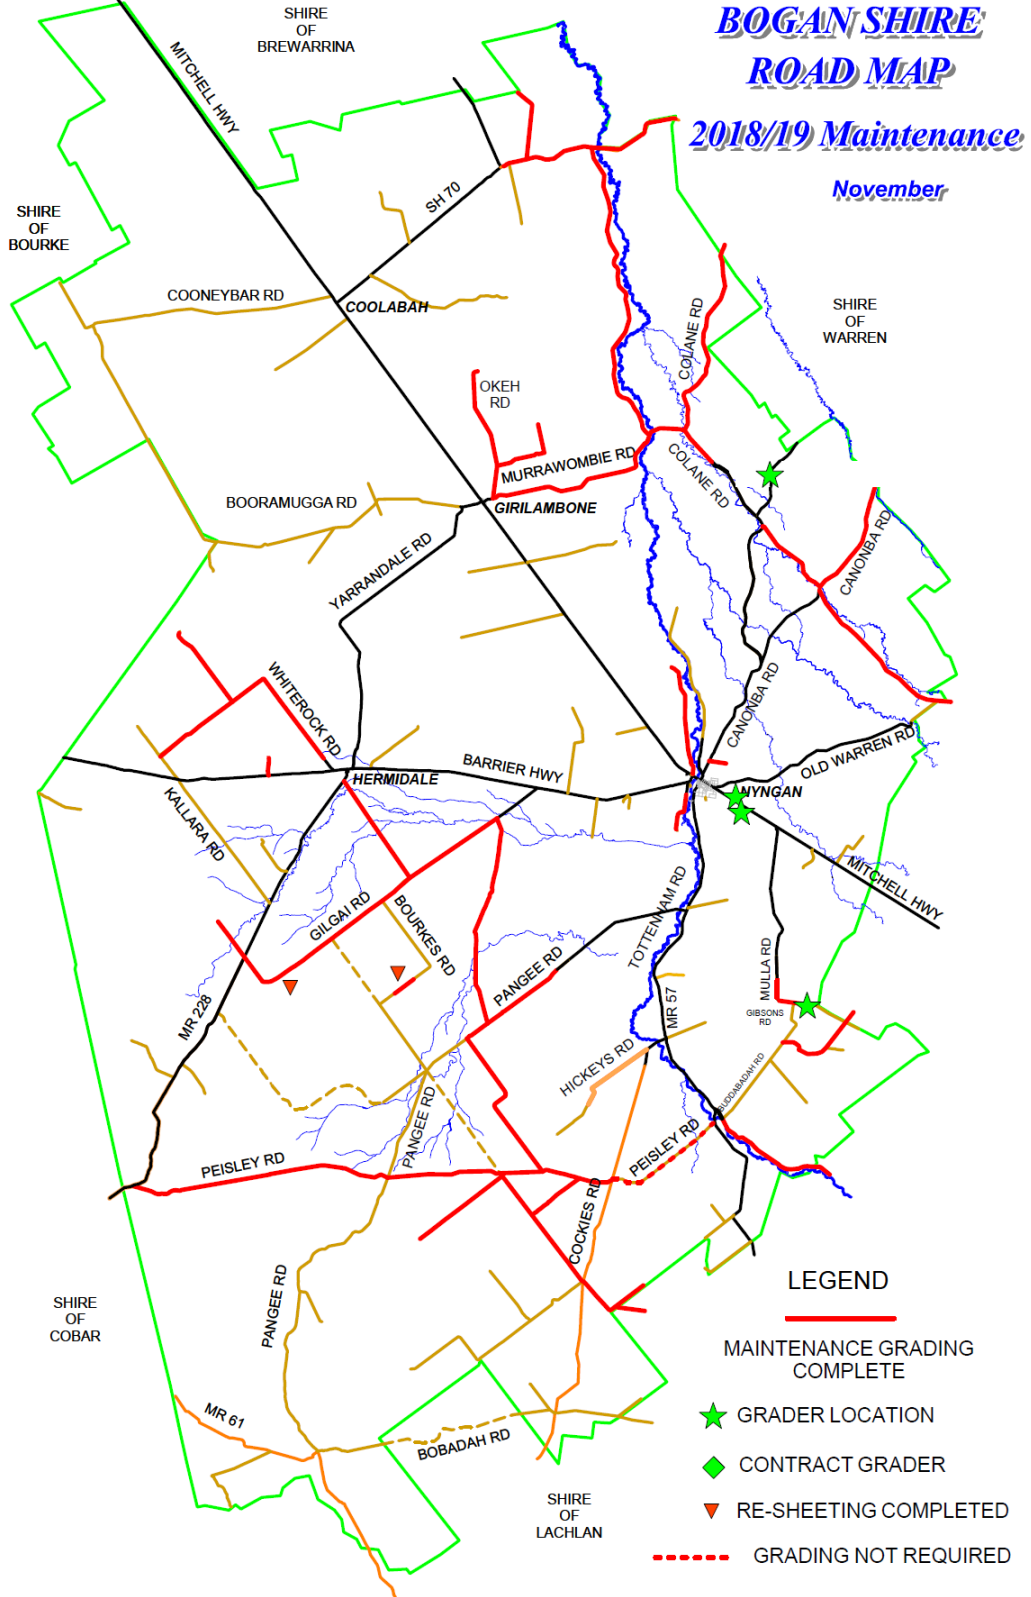 BOGAN SHIRE
ROAD MAP
2018/19 Maintenance
November
SHIRE
OF
BREWARRINA
MITCHELL HWY
SH 70
SHIRE
OF
BOURKE
COONEYBAR RD
COOLABAH
SHIRE
OF
WARREN
COLANE RD
OKEH
RD
MURRAWOMBIE RD
COLANE RD
BOORAMUGGA RD
GIRILAMBONE
YARRANDALE RD
CANONBA RD
WHITEROCK RD
CANONBA RD
BARRIER HWY
OLD WARREN RD
HERMIDALE
NYNGAN
KALLARA RD
MITCHELL HWY
GILGAI RD
BOURKES RD
TOTTENHAM RD
PANGEE RD
MULLA RD
MR 228
MR 57
GIBSONS
RD
HICKEYS RD
BUDDABADAH RD
PANGEE RD
PEISLEY RD
PEISLEY RD
COCKIES RD
PANGEE RD
SHIRE
OF
COBAR
MR 61
BOBADAH RD
SHIRE
OF
LACHLAN
LEGEND
MAINTENANCE GRADING
COMPLETE
GRADER LOCATION
CONTRACT GRADER
RE-SHEETING COMPLETED
GRADING NOT REQUIRED